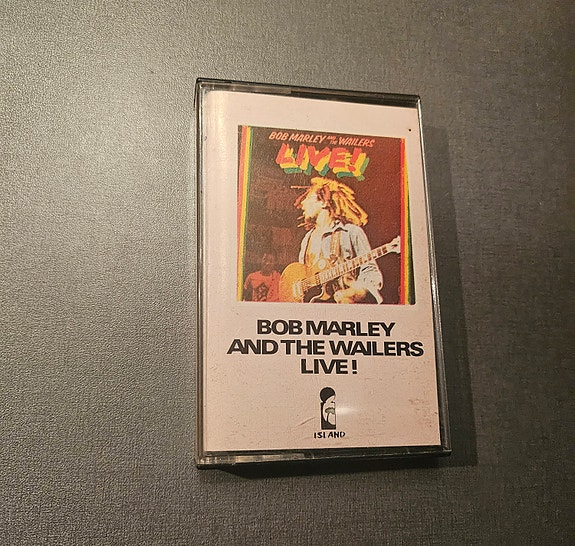 BOB MARLEY AND THE WAILERS
LIVE!
BOB MARLEY
AND THE WAILERS
LIVE!
ISLAND